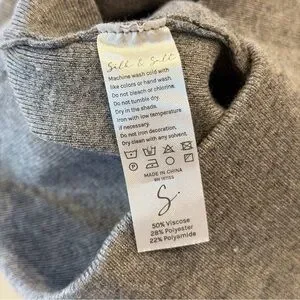 Silk & Salt
Machine wash cold with
like colors or hand wash.
Do not bleach or chlorine.
Do not tumble dry.
Dry in the shade.
Iron with low temperature
if necessary.
Do not iron decoration.
Dry clean with any solvent.
MADE IN CHINA
S.
50% Viscose
28% Polyester
22% Polyamide